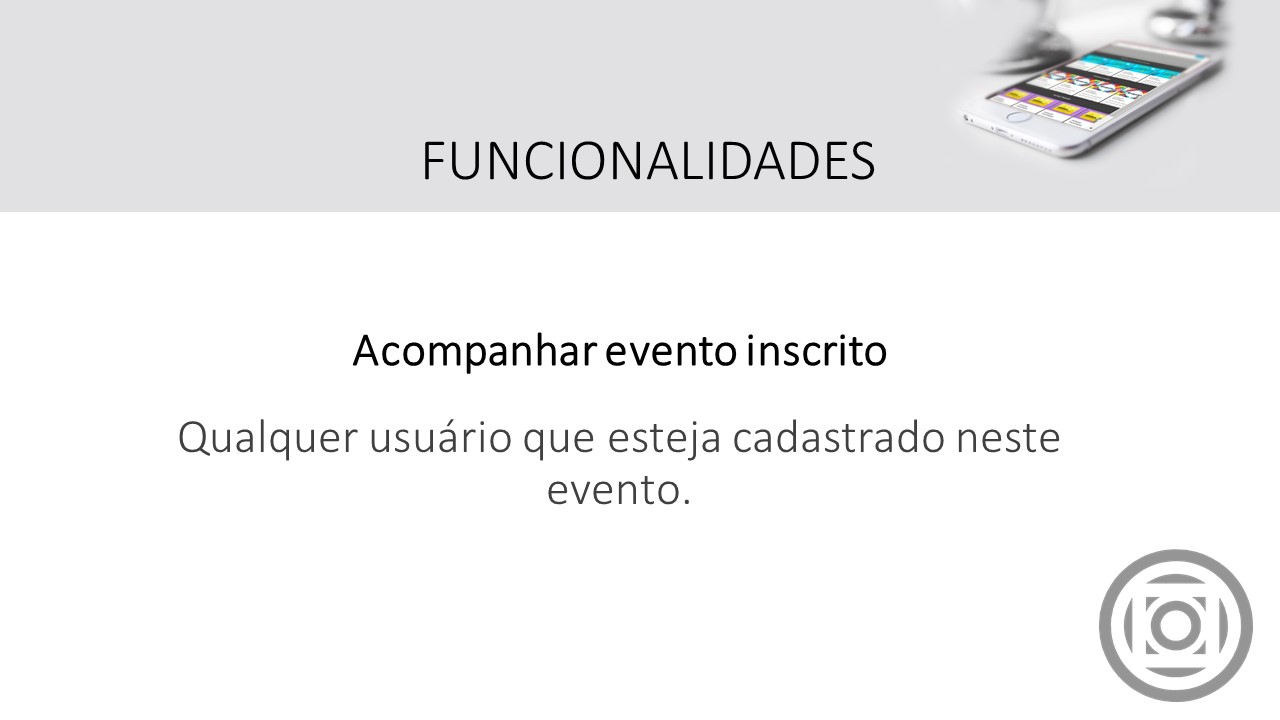 FUNCIONALIDADES
Acompanhar evento inscrito
Qualquer usuário que esteja cadastrado neste
evento.